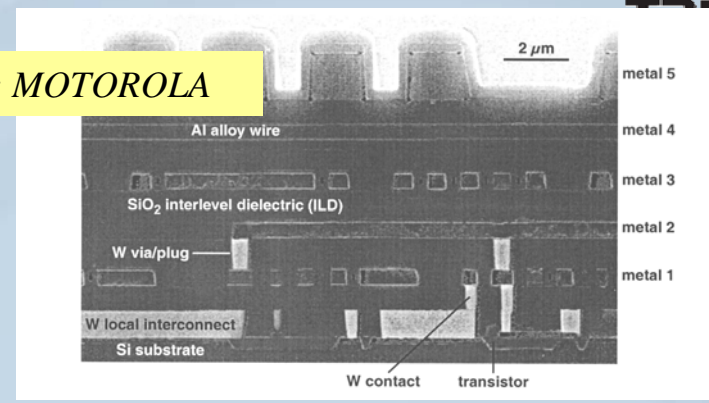 MOTOROLA
2 µm
metal 5
Al alloy wire
metal 4
metal 3
SiO₂ interlevel dielectric (ILD)
metal 2
W via/plug
metal 1
W local interconnect
Si substrate
W contact
transistor